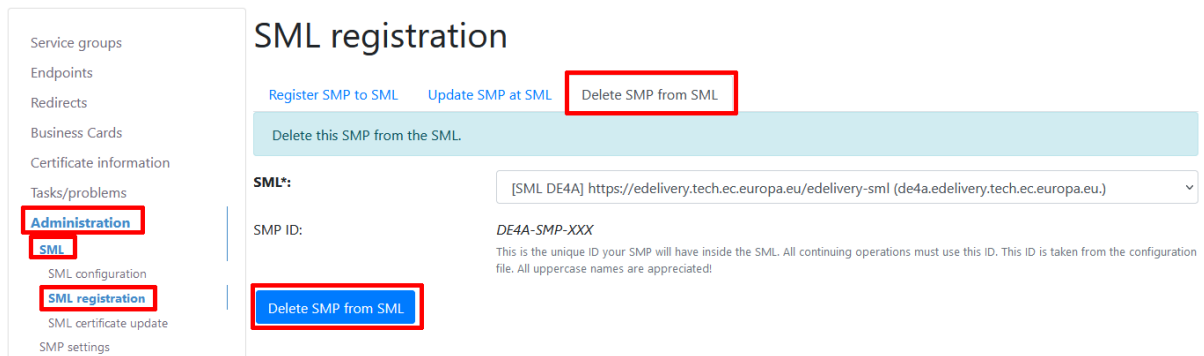 Service groups
Endpoints
Redirects
Business Cards
Certificate information
Tasks/problems
Administration
SML
SML configuration
SML registration
SML certificate update
SMP settings
SML registration
Register SMP to SML
Update SMP at SML
Delete SMP from SML
Delete this SMP from the SML.
SML*:
[SML DE4A] https://edelivery.tech.ec.europa.eu/edelivery-sml (de4a.edelivery.tech.ec.europa.eu.)
SMP ID:
DE4A-SMP-XXX
This is the unique ID your SMP will have inside the SML. All continuing operations must use this ID. This ID is taken from the configuration
file. All uppercase names are appreciated!
Delete SMP from SML